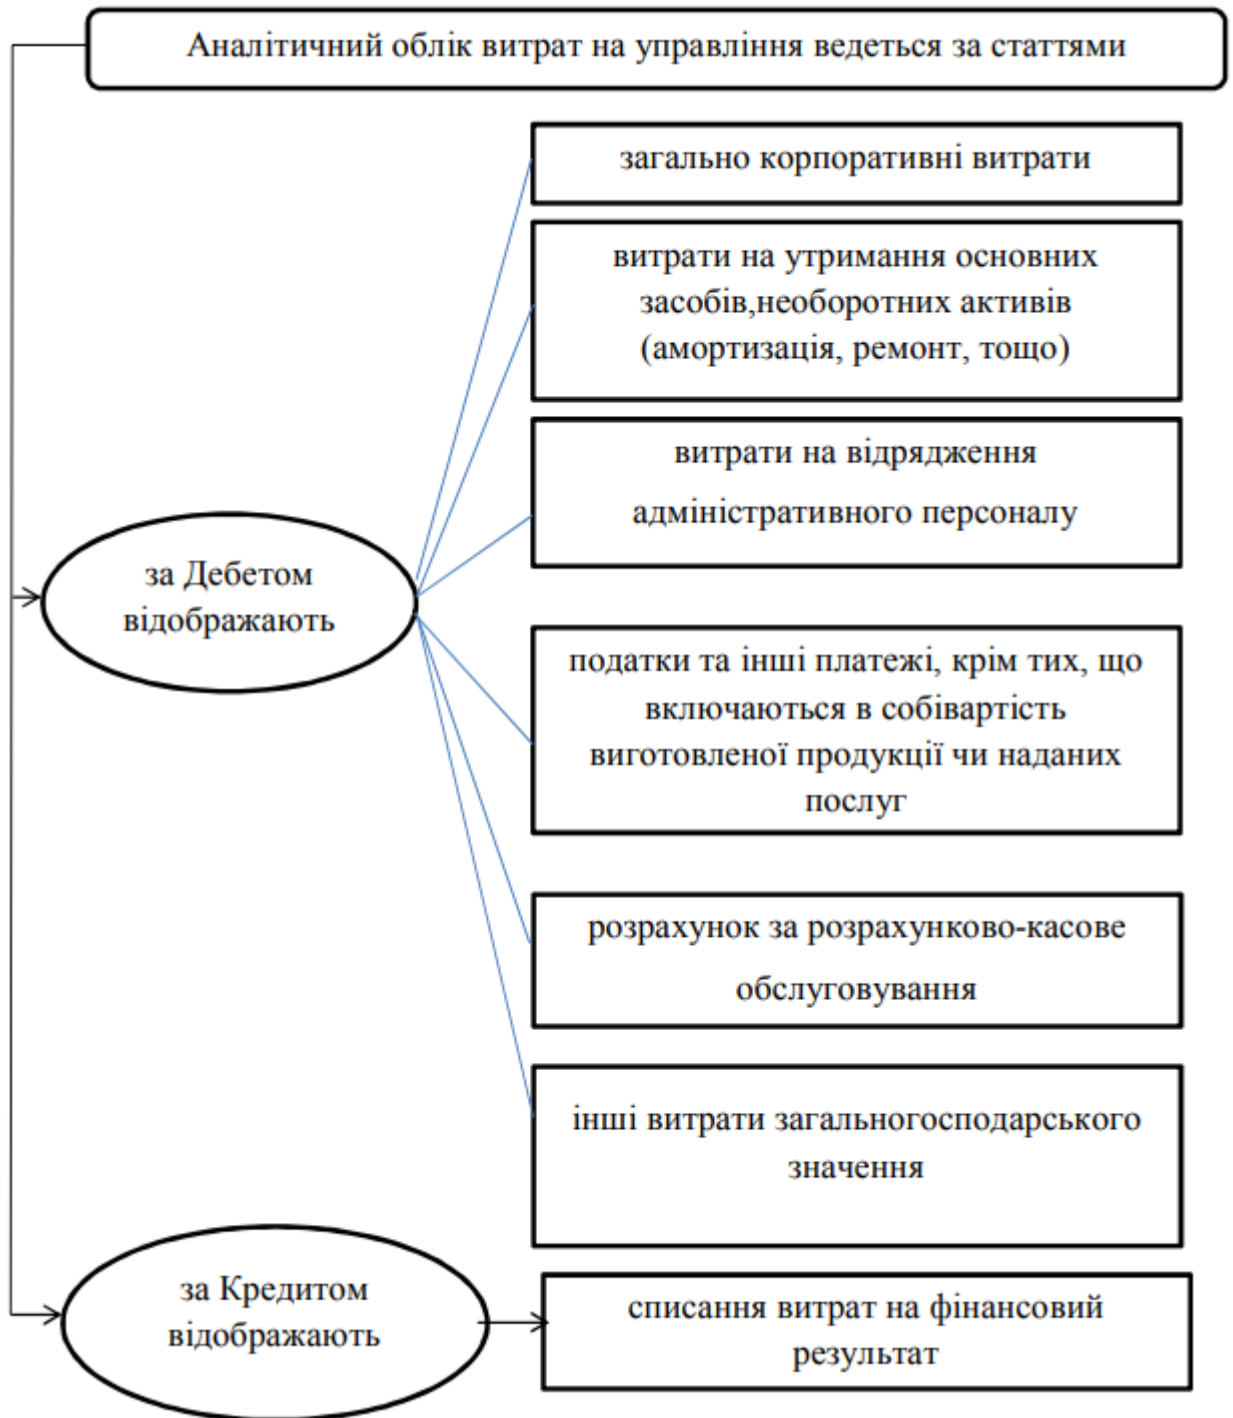 Аналітичний облік витрат на управління ведеться за статтями
загально корпоративні витрати
витрати на утримання основних
засобів,необоротних активів
(амортизація, ремонт, тощо)
витрати на відрядження
адміністративного персоналу
за Дебетом
відображають
податки та інші платежі, крім тих, що
включаються в собівартість
виготовленої продукції чи наданих
послуг
розрахунок за розрахунково-касове
обслуговування
інші витрати загальногосподарського
значення
за Кредитом
відображають
списання витрат на фінансовий
результат